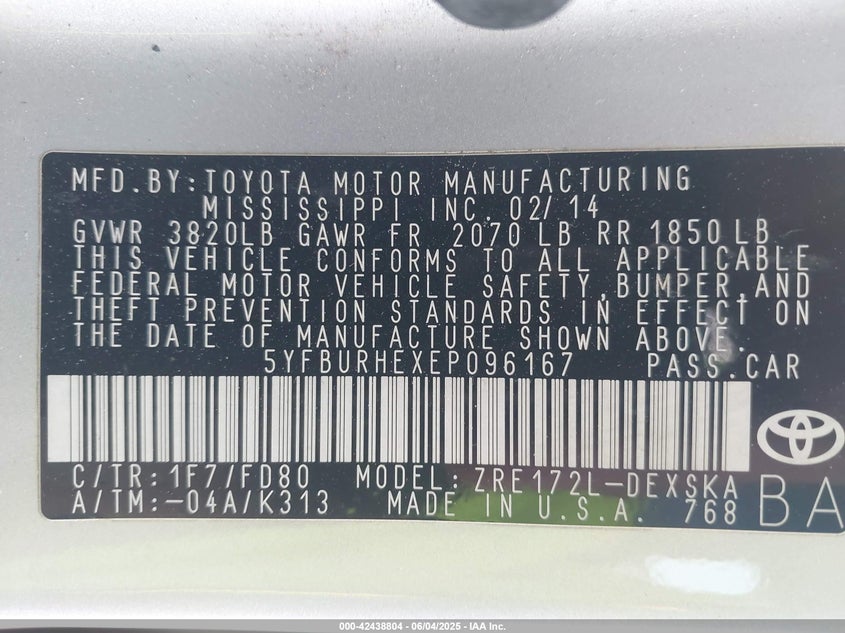 MFD.BY:TOYOTA MOTOR MANUFACTURING
MISSISSIPPI INC. 02/14
GVWR 3820LB GAWR FR 2070 LB RR 1850LB
THIS VEHICLE CONFORMS TO ALL APPLICABLE
FEDERAL MOTOR VEHICLE SAFETY,BUMPER,AND
THEFT PREVENTION STANDARDS IN EFFECT ON
THE DATE OF MANUFACTURE SHOWN ABOVE.
5YFBURHEXEP096167 PASS.CAR
C/TR:1F7/FD80 MODEL:ZRE172L-DEXSKA
A/TM:-04A/K313 MADE IN U.S.A. 768 BA
000-42438804 - 06/04/2025 - IAA Inc.